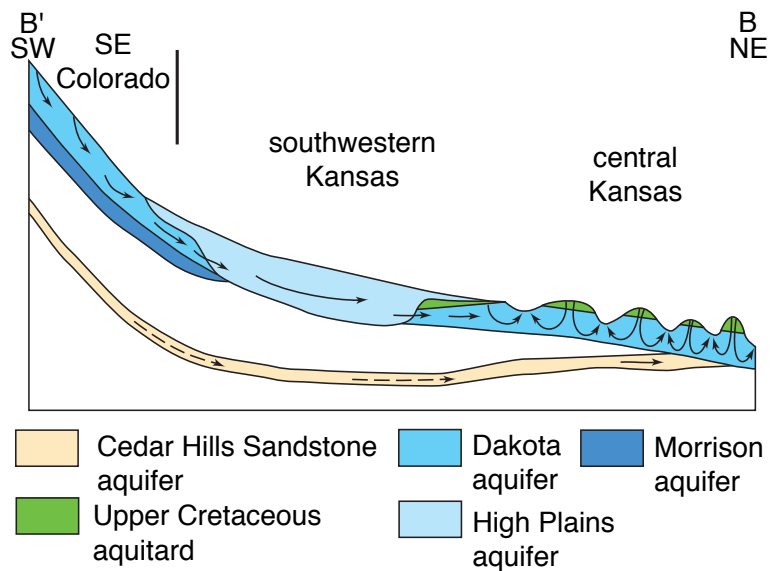 B'
SW
SE
Colorado
B
NE
southwestern
Kansas
central
Kansas
Cedar Hills Sandstone
aquifer
Dakota
aquifer
Morrison
aquifer
Upper Cretaceous
aquitard
High Plains
aquifer